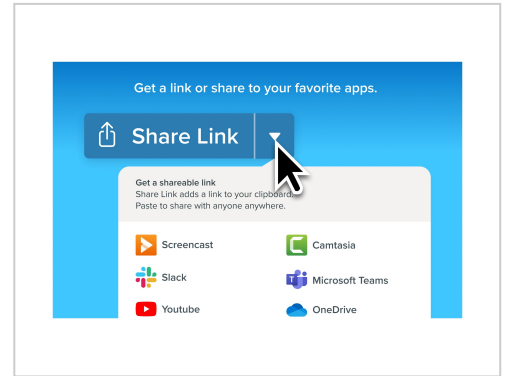 Get a link or share to your favorite apps.
Share Link
Get a shareable link
Share Link adds a link to your clipboard.
Paste to share with anyone anywhere.
Screencast
Camtasia
Slack
Microsoft Teams
Youtube
OneDrive